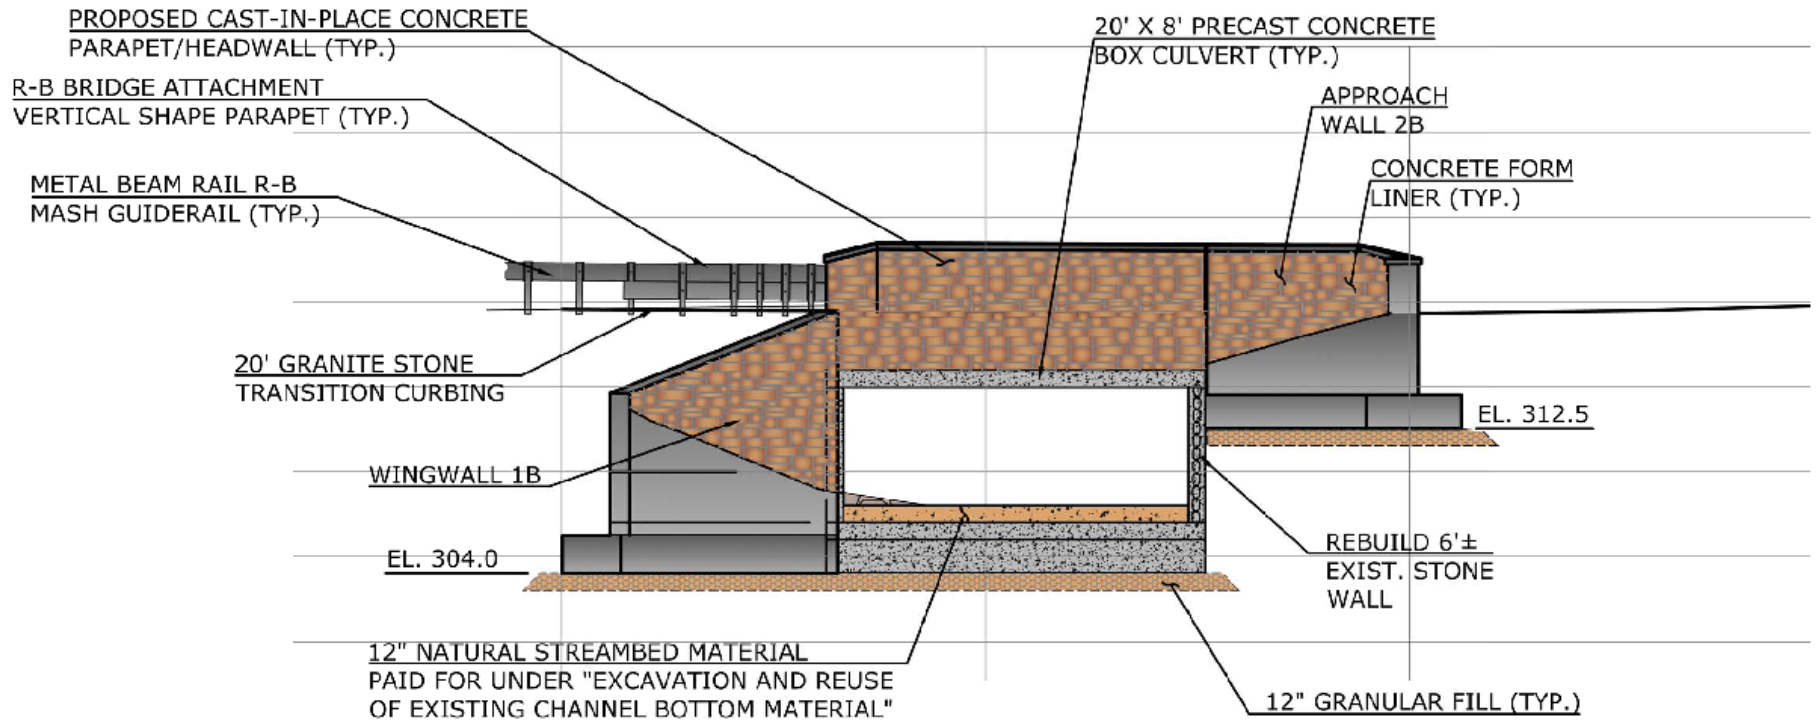 PROPOSED CAST-IN-PLACE CONCRETE
PARAPET/HEADWALL (TYP.)
R-B BRIDGE ATTACHMENT
VERTICAL SHAPE PARAPET (TYP.)
METAL BEAM RAIL R-B
MASH GUIDERAIL (TYP.)
20' X 8' PRECAST CONCRETE
BOX CULVERT (TYP.)
APPROACH
WALL 2B
CONCRETE FORM
LINER (TYP.)
20' GRANITE STONE
TRANSITION CURBING
EL. 312.5
WINGWALL 1B
EL. 304.0
REBUILD 6'±
EXIST. STONE
WALL
12" NATURAL STREAMBED MATERIAL
PAID FOR UNDER "EXCAVATION AND REUSE
OF EXISTING CHANNEL BOTTOM MATERIAL"
12" GRANULAR FILL (TYP.)